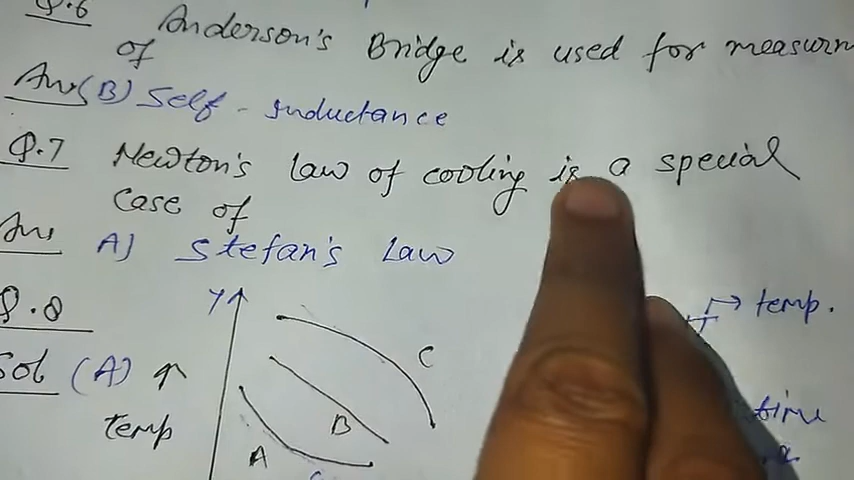 Q.6 Anderson's Bridge is used for measurm
of
Ans (B) Self - Inductance
Q.7 Newton's law of cooling is a special
case of
Ans A) Stefan's Law
Q.8
Y → temp.
Sol (A) ↑ C
temp B time
A